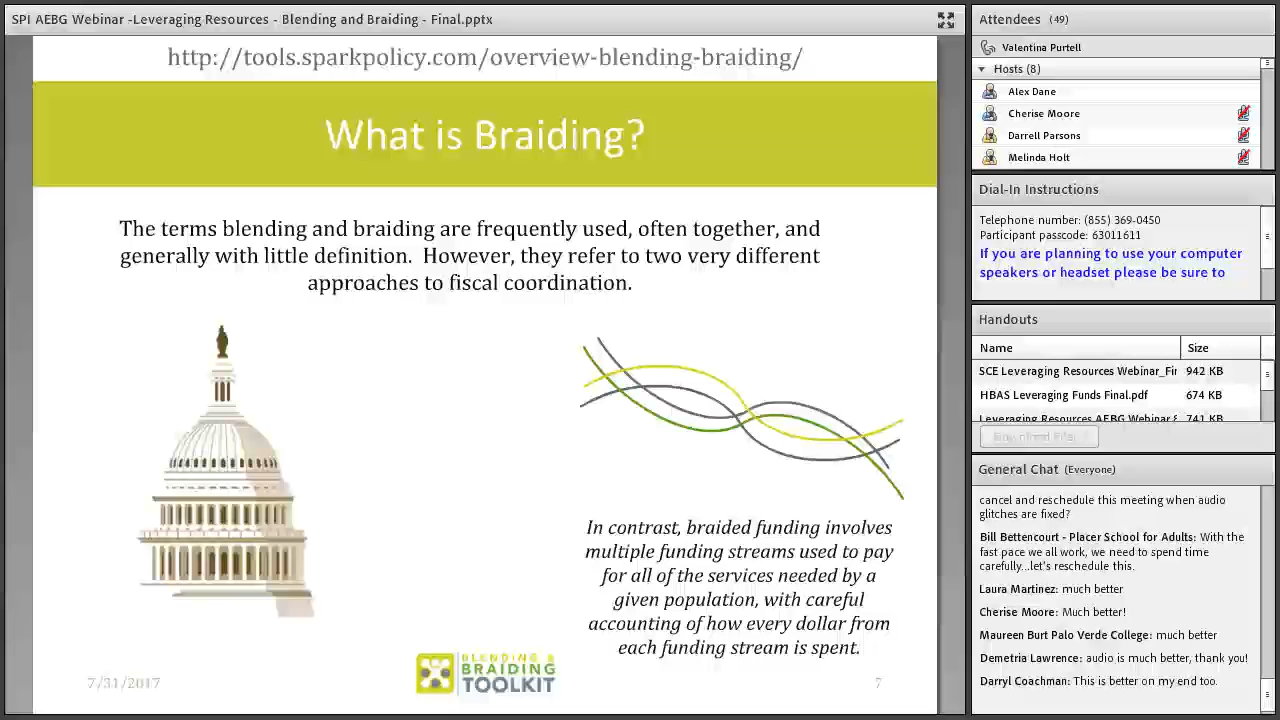 SPI AEBG Webinar -Leveraging Resources - Blending and Braiding - Final.pptx
http://tools.sparkpolicy.com/overview-blending-braiding/
What is Braiding?
The terms blending and braiding are frequently used, often together, and
generally with little definition.  However, they refer to two very different
approaches to fiscal coordination.
In contrast, braided funding involves
multiple funding streams used to pay
for all of the services needed by a
given population, with careful
accounting of how every dollar from
each funding stream is spent.
BLENDING &
BRAIDING
TOOLKIT
7/31/2017
7
Attendees (49)
Valentina Purtell
Hosts (8)
Alex Dane
Cherise Moore
Darrell Parsons
Melinda Holt
Dial-In Instructions
Telephone number: (855) 369-0450
Participant passcode: 63011611
If you are planning to use your computer
speakers or headset please be sure to
Handouts
Name Size
SCE Leveraging Resources Webinar_Fir 942 KB
HBAS Leveraging Funds Final.pdf 674 KB
Leveraging Resources AEBG Webinar 741 KB
Download File(s)
General Chat (Everyone)
cancel and reschedule this meeting when audio
glitches are fixed?
Bill Bettencourt - Placer School for Adults: With the
fast pace we all work, we need to spend time
carefully...let's reschedule this.
Laura Martinez: much better
Cherise Moore: Much better!
Maureen Burt Palo Verde College: much better
Demetria Lawrence: audio is much better, thank you!
Darryl Coachman: This is better on my end too.